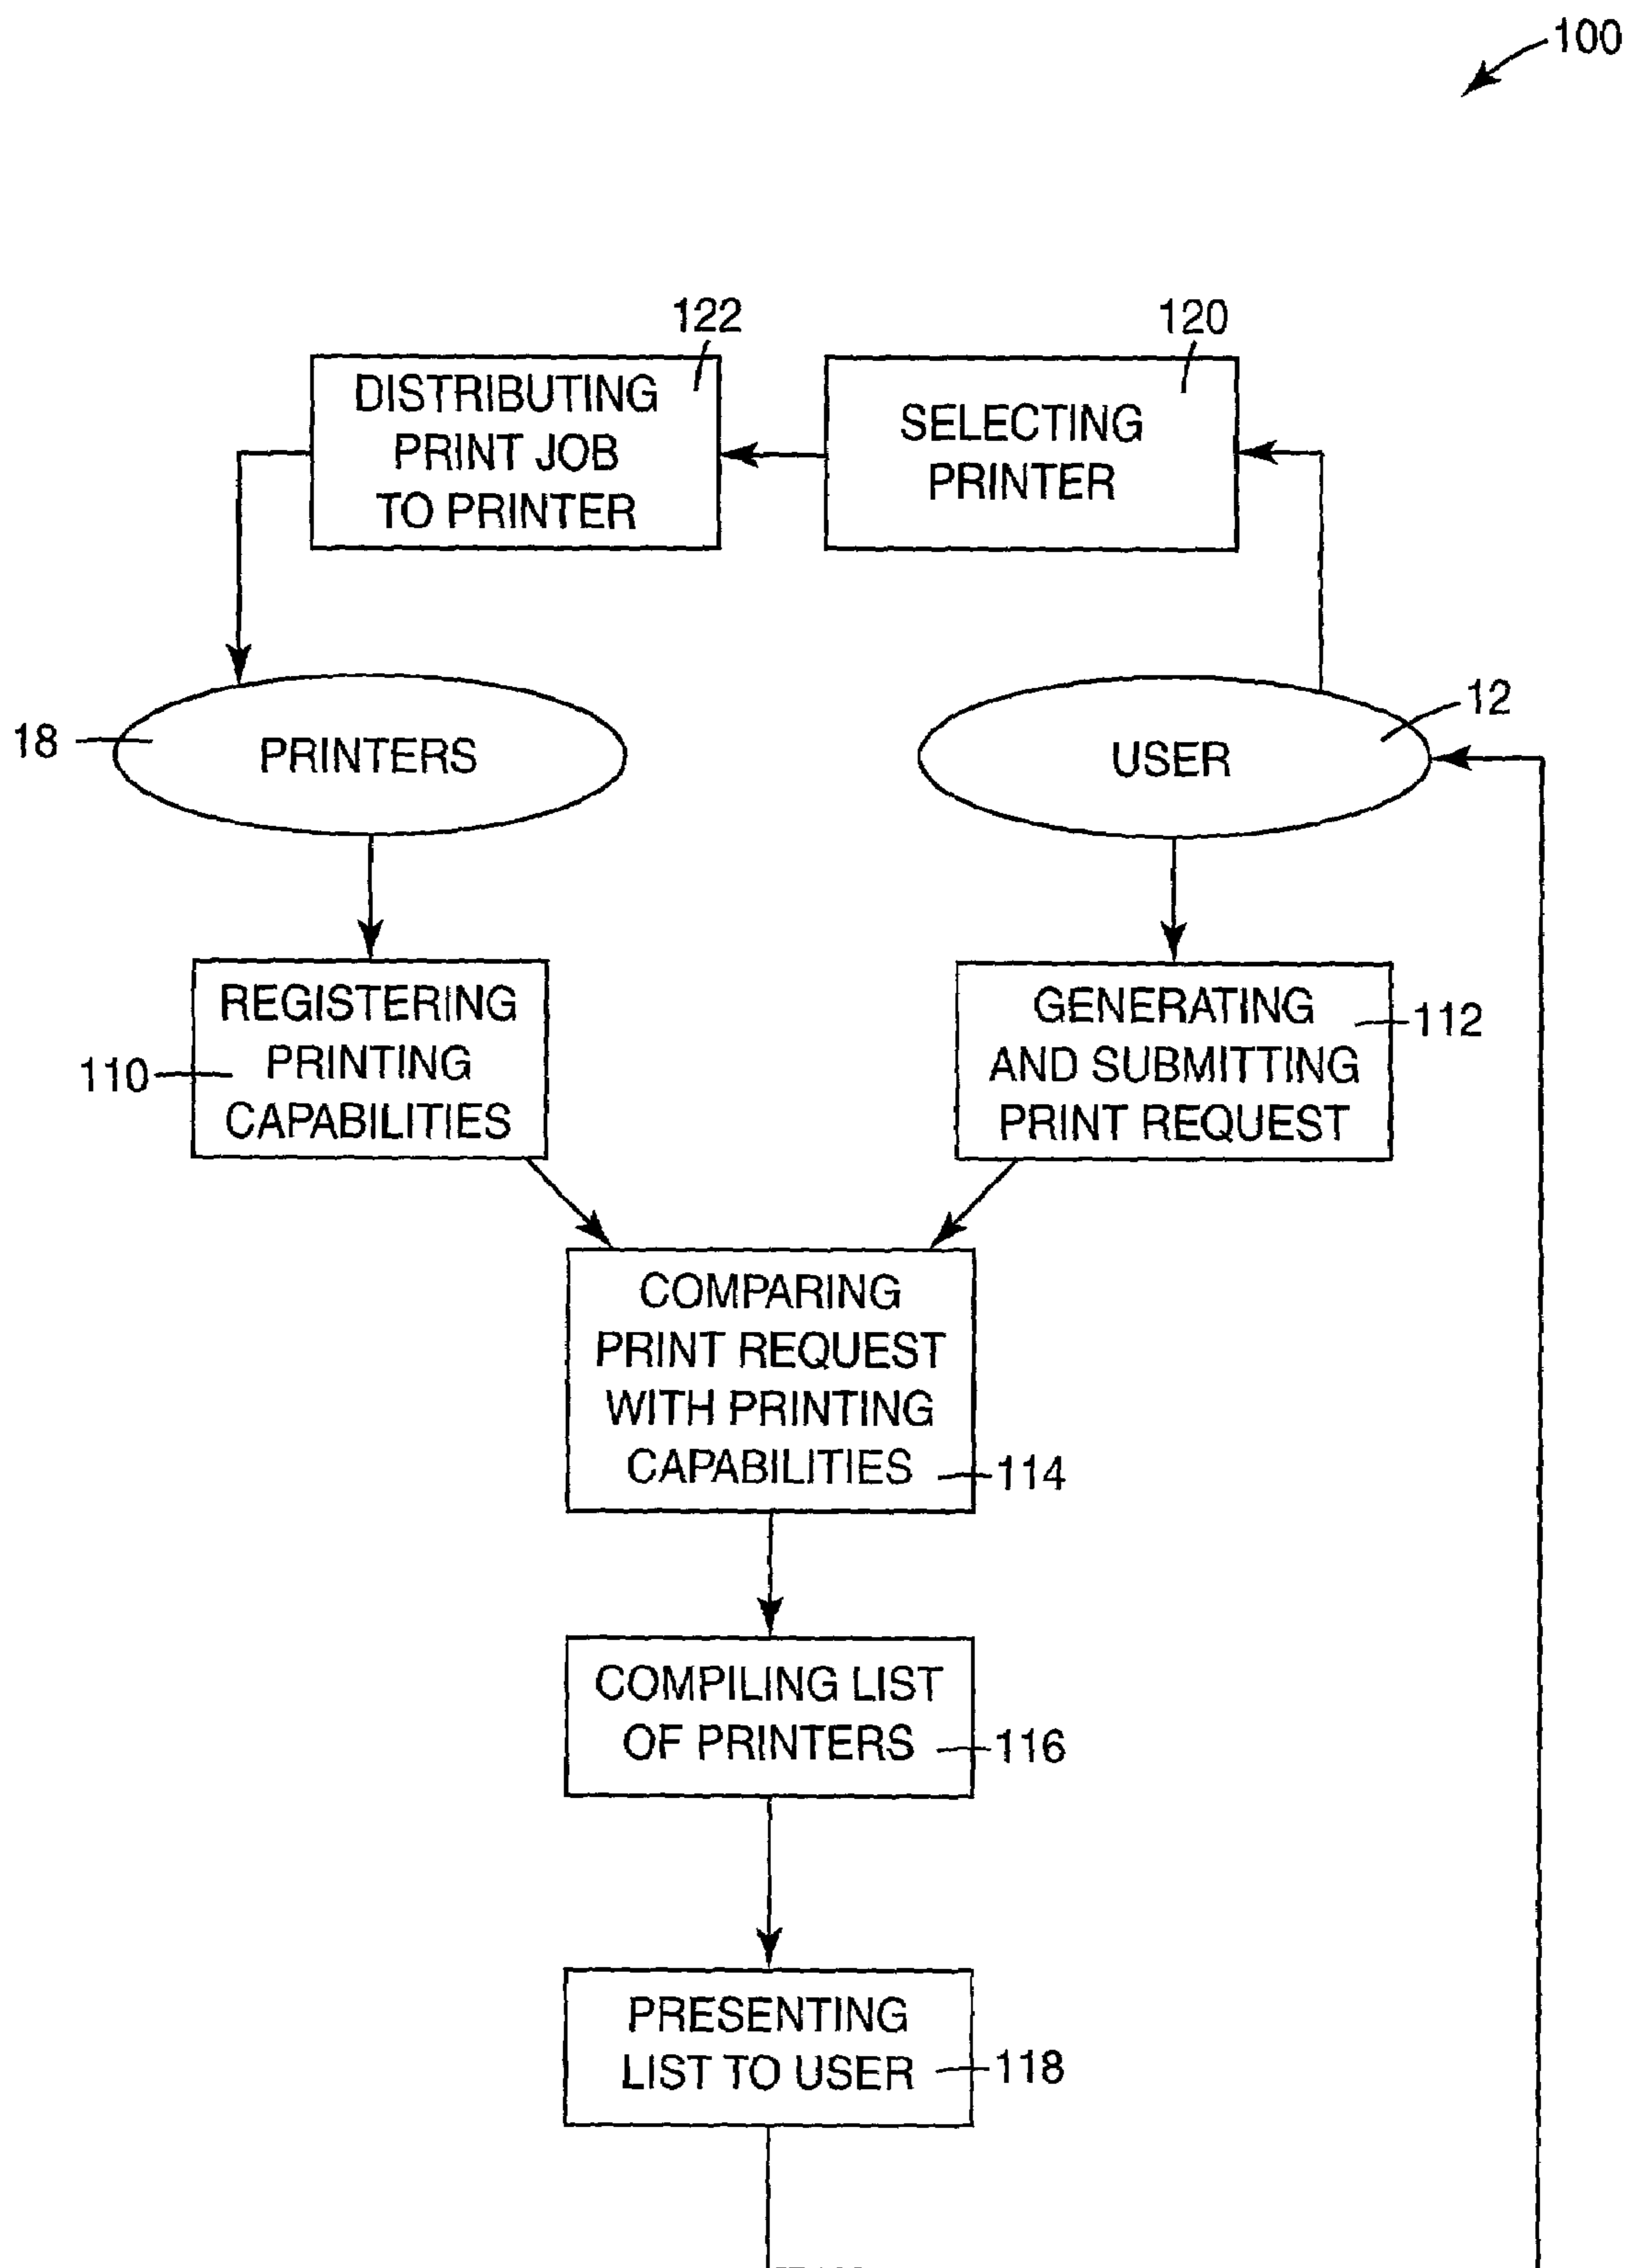 100
122
120
DISTRIBUTING
PRINT JOB
TO PRINTER
SELECTING
PRINTER
18
PRINTERS
12
USER
REGISTERING
PRINTING
CAPABILITIES
110
GENERATING
AND SUBMITTING
PRINT REQUEST
112
COMPARING
PRINT REQUEST
WITH PRINTING
CAPABILITIES
114
COMPILING LIST
OF PRINTERS
116
PRESENTING
LIST TO USER
118